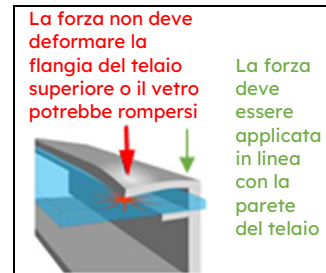 La forza non deve
deformare la
flangia del telaio
superiore o il vetro
potrebbe rompersi
La forza
deve
essere
applicata
in linea
con la
parete
del telaio